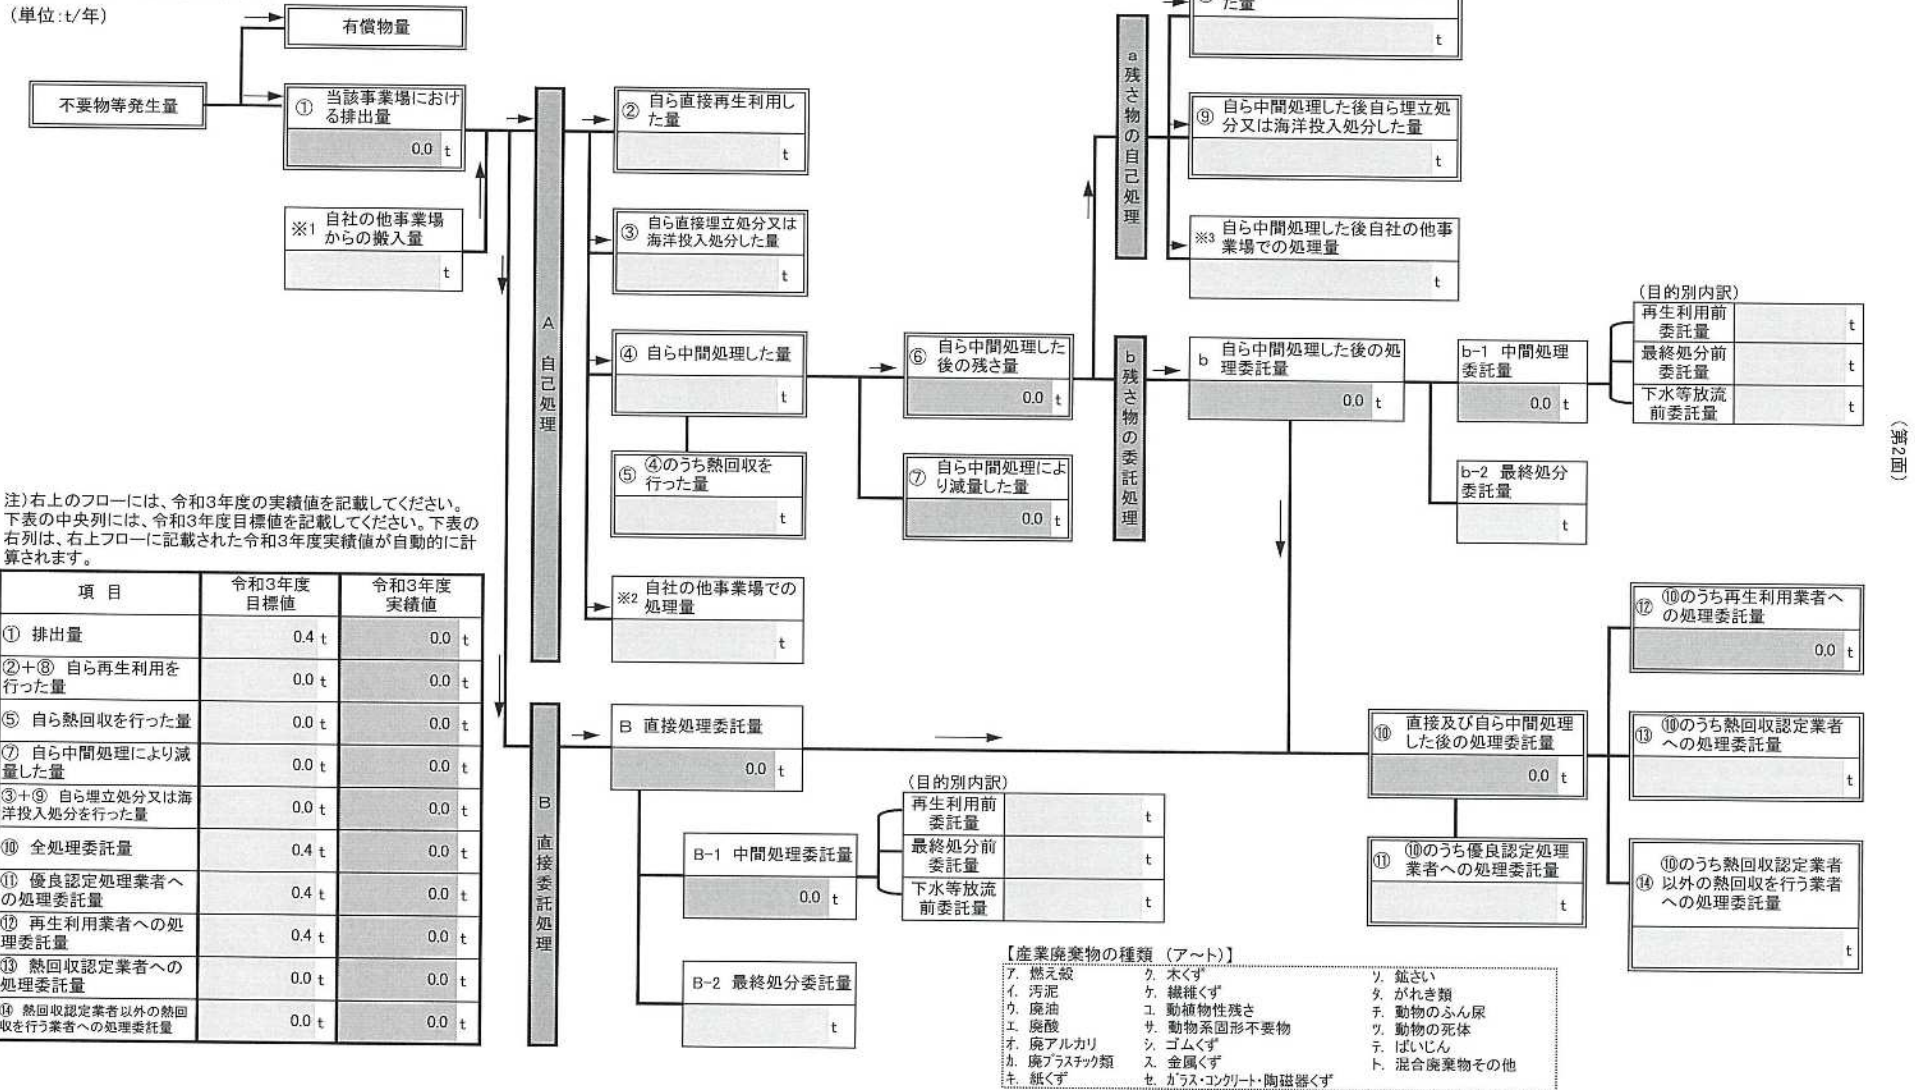 (単位:t/年)
有償物量
不要物等発生量
① 当該事業場におけ
る排出量
0.0 t
※1 自社の他事業場
からの搬入量
t
A 自己処理
② 自ら直接再生利用し
た量
t
③ 自ら直接埋立処分又は
海洋投入処分した量
t
④ 自ら中間処理した量
t
⑤ ④のうち熱回収を
行った量
t
※2 自社の他事業場での
処理量
t
⑥ 自ら中間処理した
後の残さ量
0.0 t
⑦ 自ら中間処理によ
り減量した量
0.0 t
a 残さ物の自己処理
た量
t
⑨ 自ら中間処理した後自ら埋立処
分又は海洋投入処分した量
t
※3 自ら中間処理した後自社の他事
業場での処理量
t
b 残さ物の委託処理
b 自ら中間処理した後の処
理委託量
0.0 t
b-1 中間処理
委託量
0.0 t
(目的別内訳)
再生利用前
委託量
t
最終処分前
委託量
t
下水等放流
前委託量
t
b-2 最終処分
委託量
t
(第2面)
注)右上のフローには、令和3年度の実績値を記載してください。
下表の中央列には、令和3年度目標値を記載してください。下表の
右列は、右上フローに記載された令和3年度実績値が自動的に計
算されます。
項 目 令和3年度 令和3年度
目標値 実績値
① 排出量 0.4 t 0.0 t
②+⑧ 自ら再生利用を
行った量 0.0 t 0.0 t
⑤ 自ら熱回収を行った量 0.0 t 0.0 t
⑦ 自ら中間処理により減
量した量 0.0 t 0.0 t
③+⑨ 自ら埋立処分又は海
洋投入処分を行った量 0.0 t 0.0 t
⑩ 全処理委託量 0.4 t 0.0 t
⑪ 優良認定処理業者へ
の処理委託量 0.4 t 0.0 t
⑫ 再生利用業者への処
理委託量 0.4 t 0.0 t
⑬ 熱回収認定業者への
処理委託量 0.0 t 0.0 t
⑭ 熱回収認定業者以外の熱回
収を行う業者への処理委託量 0.0 t 0.0 t
B 直接委託処理
B 直接処理委託量
0.0 t
B-1 中間処理委託量
0.0 t
(目的別内訳)
再生利用前
委託量
t
最終処分前
委託量
t
下水等放流
前委託量
t
B-2 最終処分委託量
t
⑩ 直接及び自ら中間処理
した後の処理委託量
0.0 t
⑪ ⑩のうち優良認定処理
業者への処理委託量
t
⑫ ⑩のうち再生利用業者へ
の処理委託量
0.0 t
⑬ ⑩のうち熱回収認定業者
への処理委託量
t
⑭ ⑩のうち熱回収認定業者
以外の熱回収を行う業者
への処理委託量
t
【産業廃棄物の種類 (ア~ト)】
ア. 燃え殻 ク. 木くず ソ. 鉱さい
イ. 汚泥 ケ. 繊維くず タ. がれき類
ウ. 廃油 コ. 動植物性残さ チ. 動物のふん尿
エ. 廃酸 サ. 動物系固形不要物 ツ. 動物の死体
オ. 廃アルカリ シ. ゴムくず テ. ばいじん
カ. 廃プラスチック類 ス. 金属くず ト. 混合廃棄物その他
キ. 紙くず セ. ガラス・コンクリート・陶磁器くず